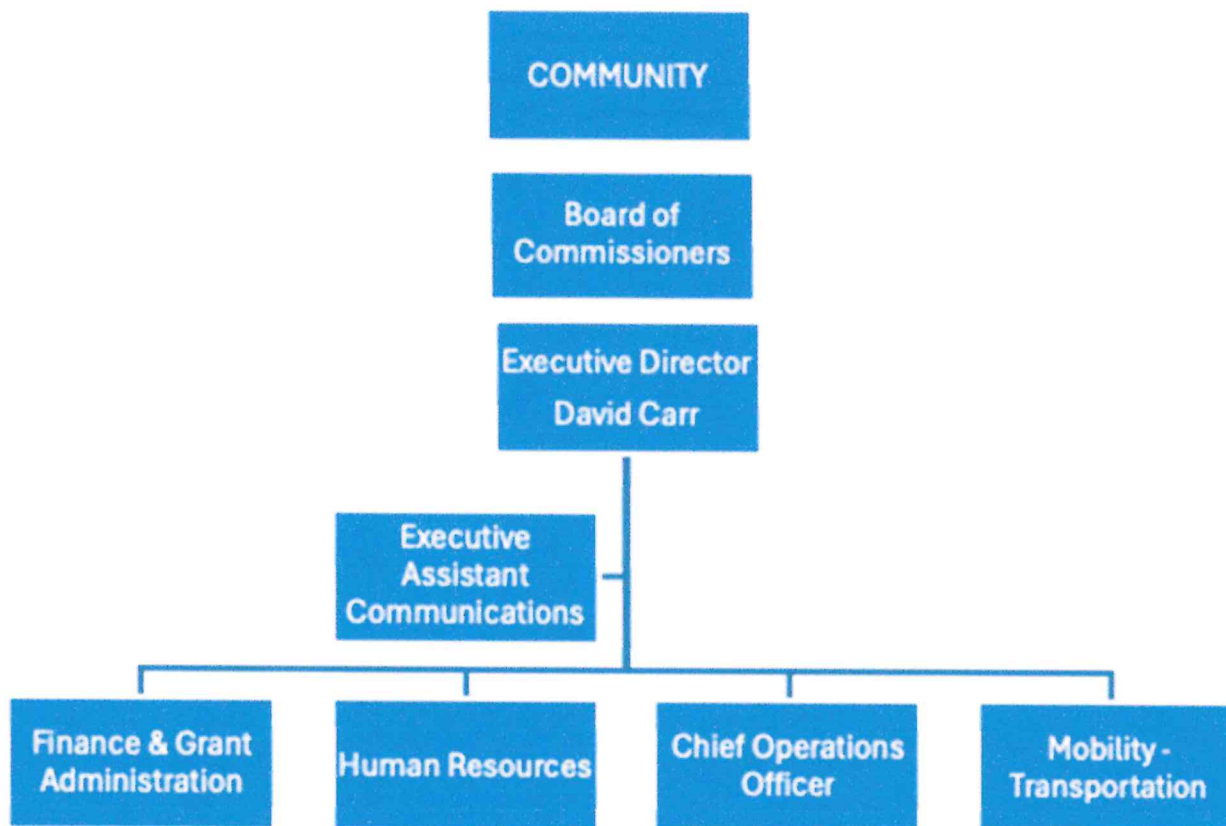 COMMUNITY
Board of
Commissioners
Executive Director
David Carr
Executive
Assistant
Communications
Finance & Grant
Administration
Human Resources
Chief Operations
Officer
Mobility -
Transportation